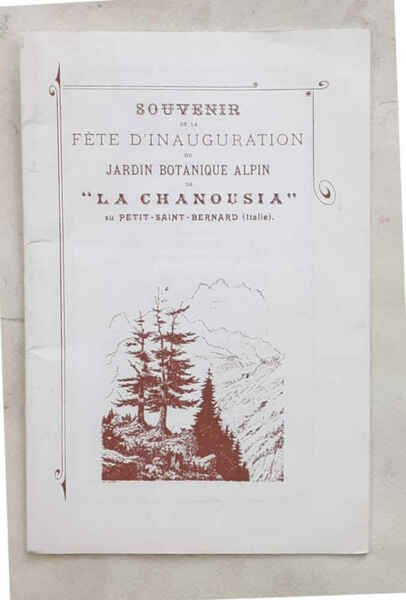 SOUVENIR
DE LA
FÊTE D'INAUGURATION
DU
JARDIN BOTANIQUE ALPIN
DE
“LA CHANOUSIA”
au PETIT-SAINT-BERNARD (Italie).